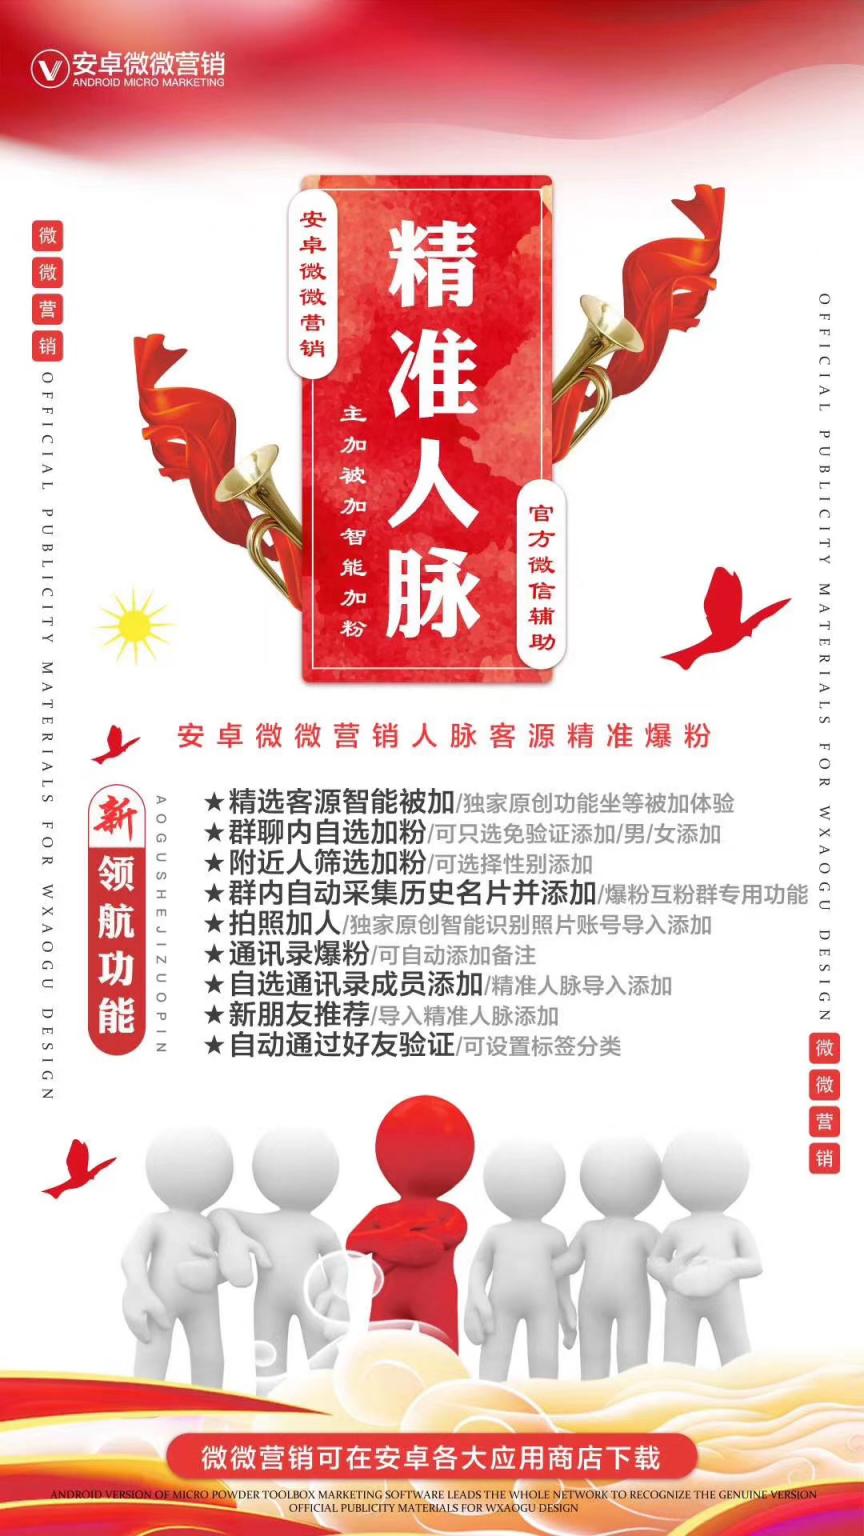 安卓微微营销
ANDROID MICRO MARKETING
微微营销
OFFICIAL PUBLICITY MATERIALS FOR WXAOGU DESIGN
安卓微微营销
精准人脉
主加被加智能加粉
官方微信辅助
OFFICIAL PUBLICITY MATERIALS FOR WXAOGU DESIGN
微微营销
安卓微微营销人脉客源精准爆粉
新领航功能
AOGUSHEJIZUOPIN
★精选客源智能被加/独家原创功能坐等被加体验
★群聊内自选加粉/可只选免验证添加/男/女添加
★附近人筛选加粉/可选择性别添加
★群内自动采集历史名片并添加/爆粉互粉群专用功能
★拍照加人/独家原创智能识别照片账号导入添加
★通讯录爆粉/可自动添加备注
★自选通讯录成员添加/精准人脉导入添加
★新朋友推荐/导入精准人脉添加
★自动通过好友验证/可设置标签分类
微微营销可在安卓各大应用商店下载
ANDROID VERSION OF MICRO POWDER TOOLBOX MARKETING SOFTWARE LEADS THE WHOLE NETWORK TO RECOGNIZE THE GENUINE VERSION
OFFICIAL PUBLICITY MATERIALS FOR WXAOGU DESIGN